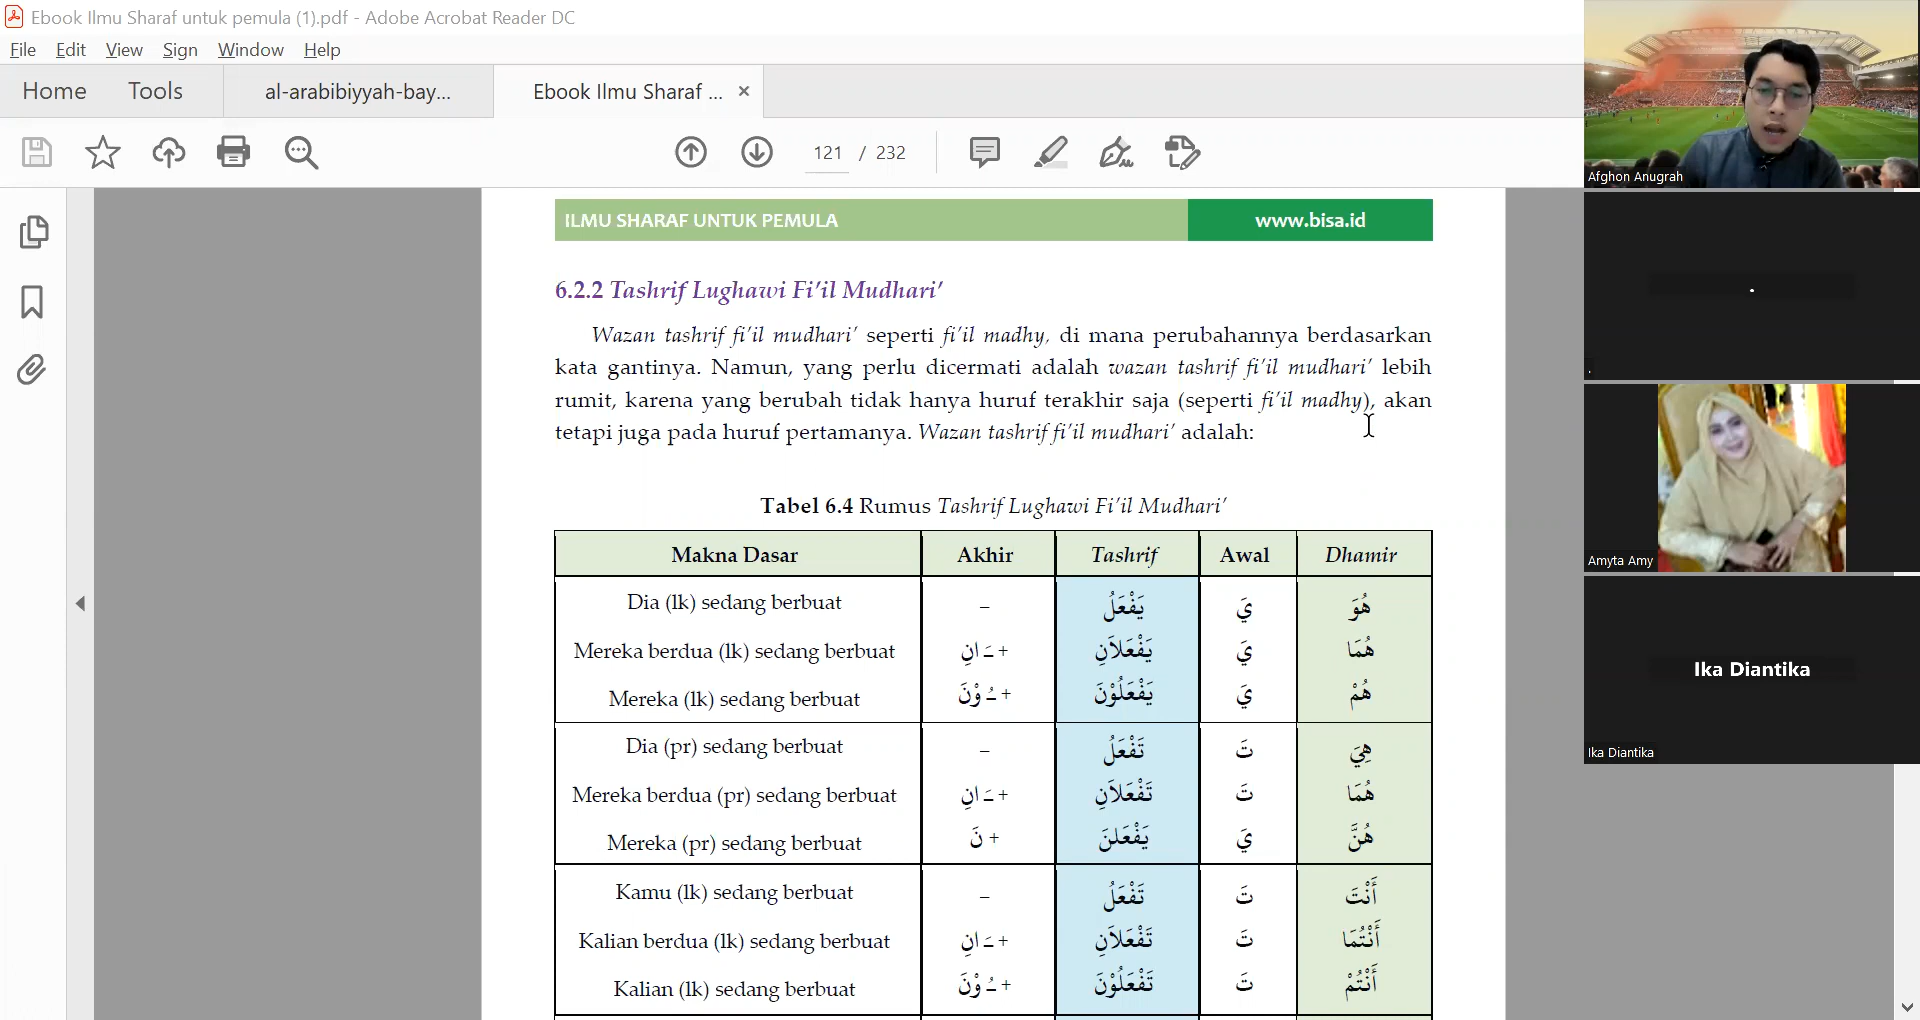 Ebook Ilmu Sharaf untuk pemula (1).pdf - Adobe Acrobat Reader DC
File Edit View Sign Window Help
Home Tools al-arabibiyyah-bay... Ebook Ilmu Sharaf ... ×
121 / 232
ILMU SHARAF UNTUK PEMULA www.bisa.id
6.2.2 Tashrif Lughawi Fi’il Mudhari’
Wazan tashrif fi’il mudhari’ seperti fi’il madhy, di mana perubahannya berdasarkan
kata gantinya. Namun, yang perlu dicermati adalah wazan tashrif fi’il mudhari’ lebih
rumit, karena yang berubah tidak hanya huruf terakhir saja (seperti fi’il madhy), akan
tetapi juga pada huruf pertamanya. Wazan tashrif fi’il mudhari’ adalah:
Tabel 6.4 Rumus Tashrif Lughawi Fi’il Mudhari’
Makna Dasar Akhir Tashrif Awal Dhamir
Dia (lk) sedang berbuat – يَفْعَلُ يَ هُوَ
Mereka berdua (lk) sedang berbuat + ـَ انِ يَفْعَلاَنِ يَ هُمَا
Mereka (lk) sedang berbuat + ـُ وْنَ يَفْعَلُوْنَ يَ هُمْ
Dia (pr) sedang berbuat – تَفْعَلُ تَ هِيَ
Mereka berdua (pr) sedang berbuat + ـَ انِ تَفْعَلاَنِ تَ هُمَا
Mereka (pr) sedang berbuat + نَ يَفْعَلنَ يَ هُنَّ
Kamu (lk) sedang berbuat – تَفْعَلُ تَ أَنْتَ
Kalian berdua (lk) sedang berbuat + ـَ انِ تَفْعَلاَنِ تَ أَنْتُمَا
Kalian (lk) sedang berbuat + ـُ وْنَ تَفْعَلُوْنَ تَ أَنْتُمْ
Afghon Anugrah
.
.
Amyta Amy
Ika Diantika
Ika Diantika